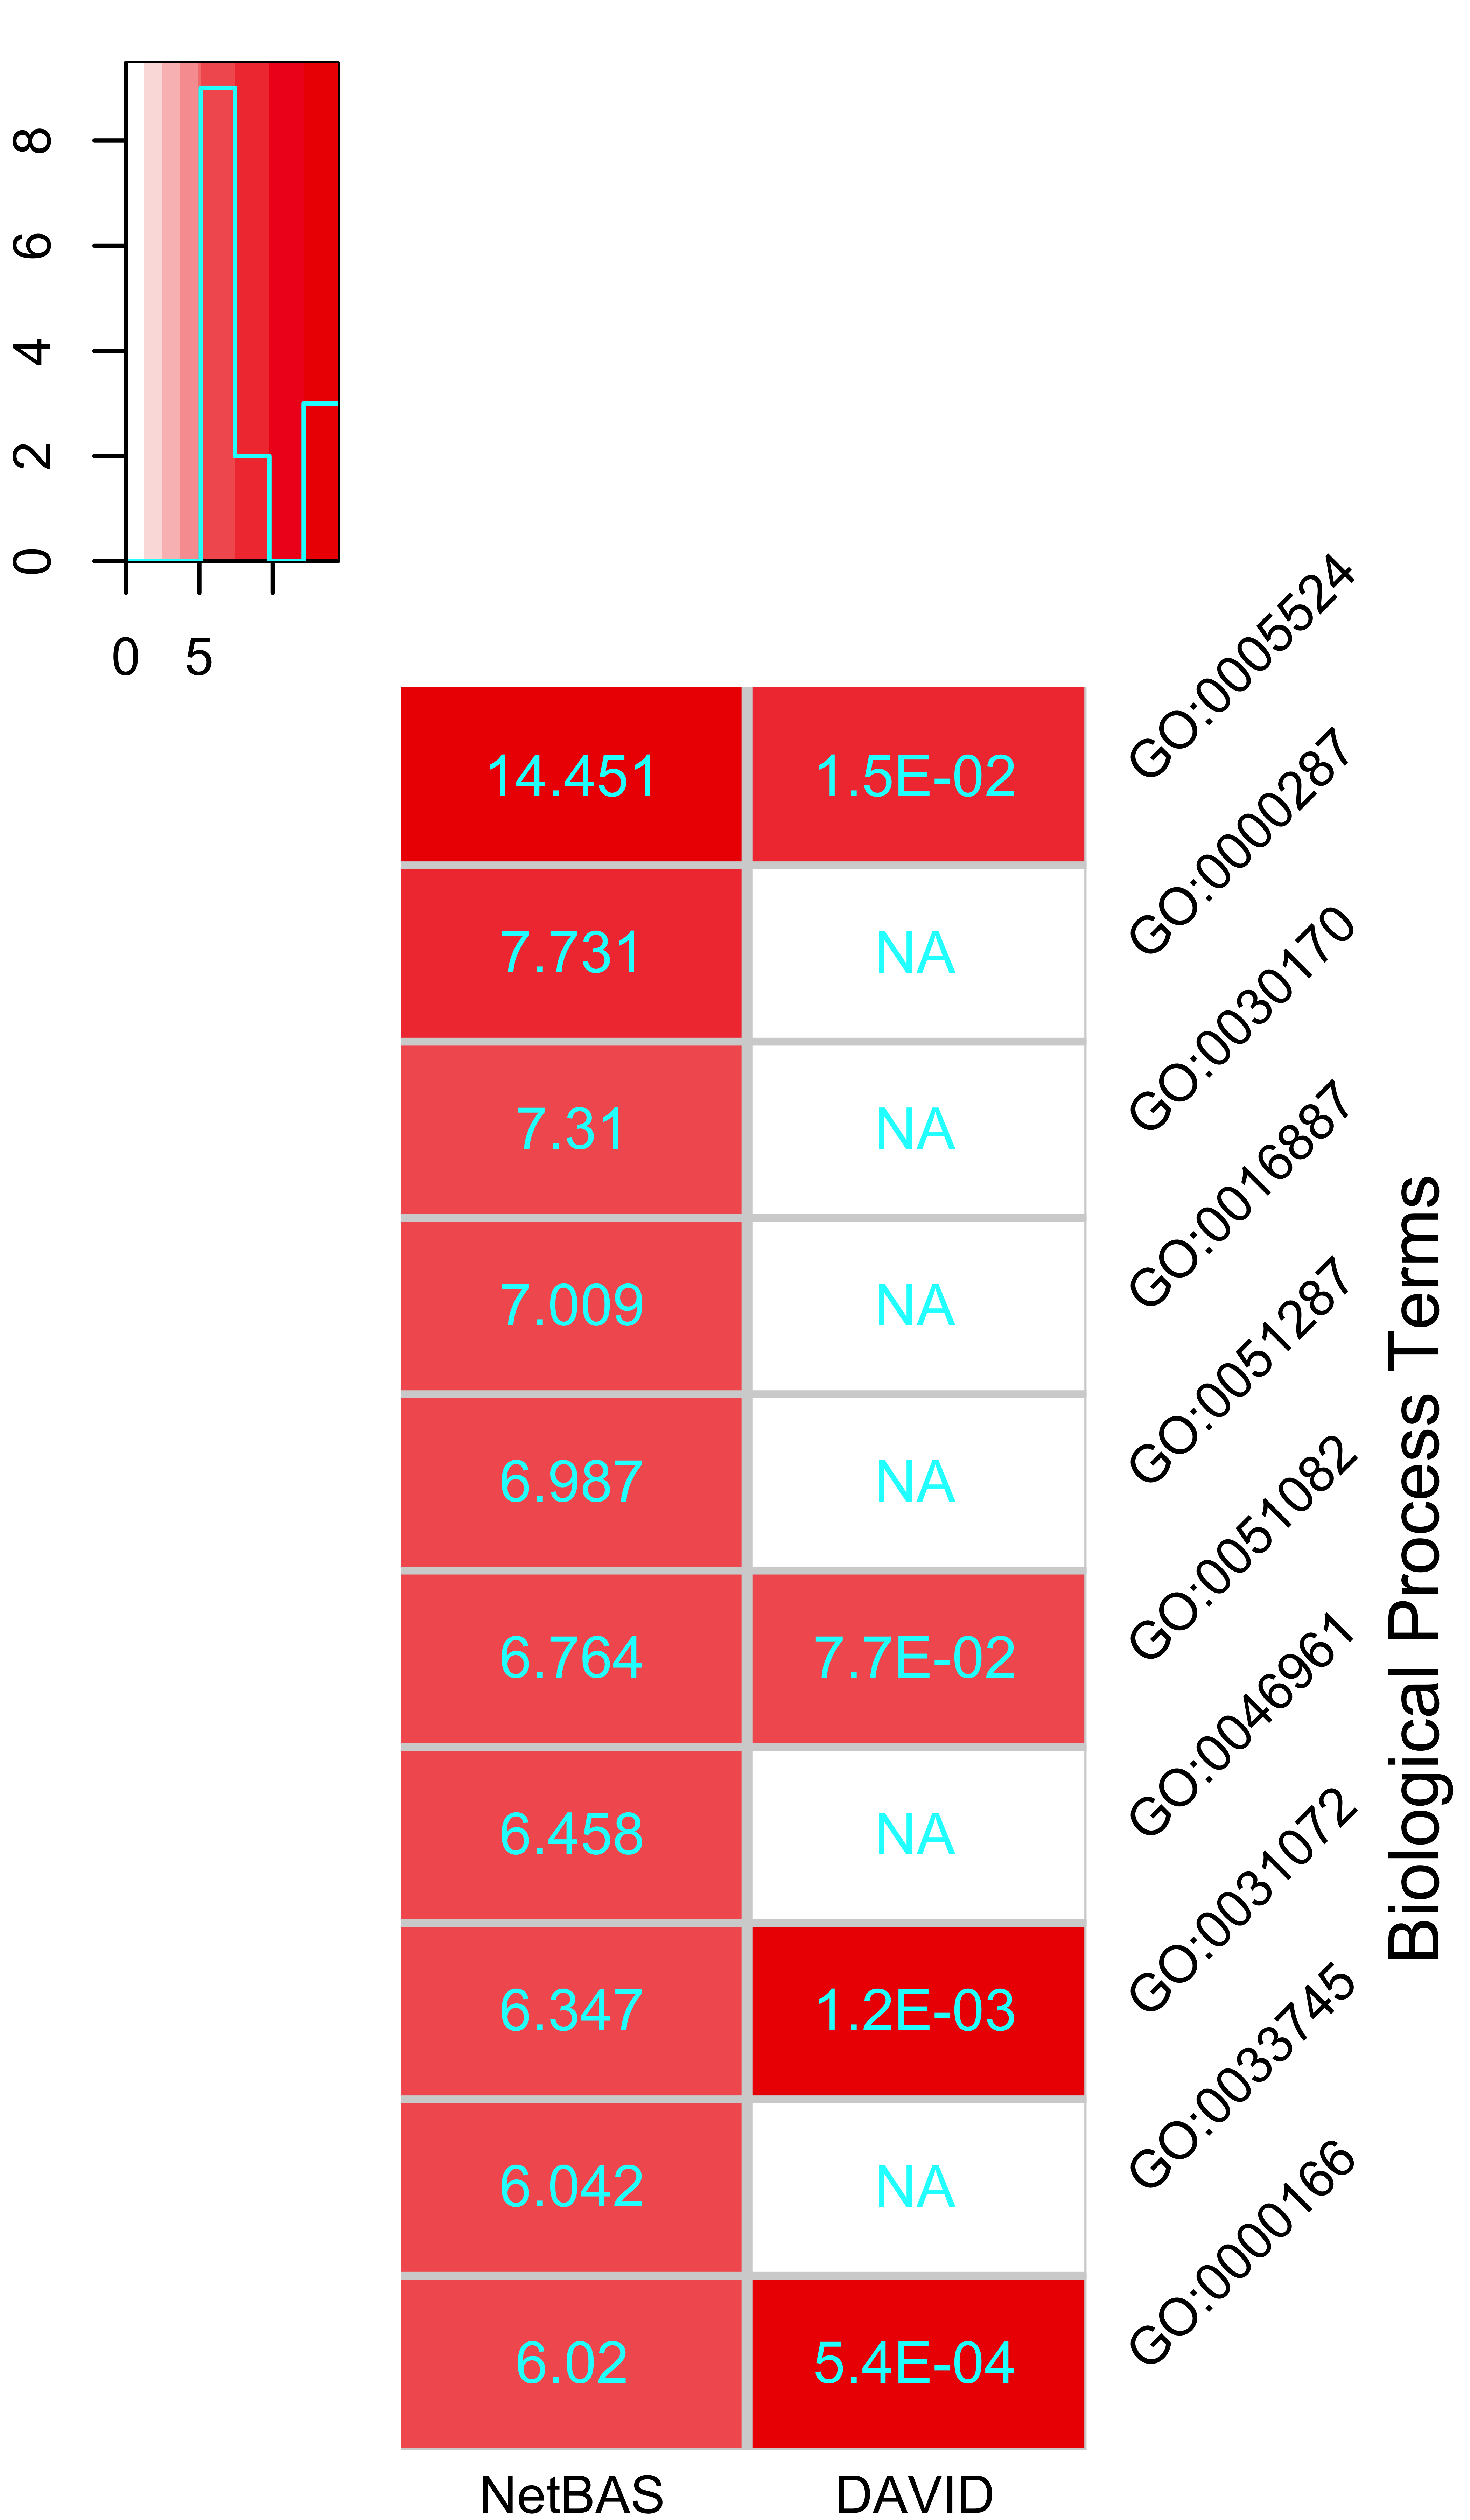 8
6
4
2
0
0 5
14.451 1.5E-02 GO:0005524
7.731 NA GO:0000287
7.31 NA GO:0030170
7.009 NA GO:0016887
6.987 NA GO:0051287
6.764 7.7E-02 GO:0051082
6.458 NA GO:0046961
6.347 1.2E-03 GO:0031072
6.042 NA GO:0033745
6.02 5.4E-04 GO:0000166
Biological Process Terms
NetBAS DAVID